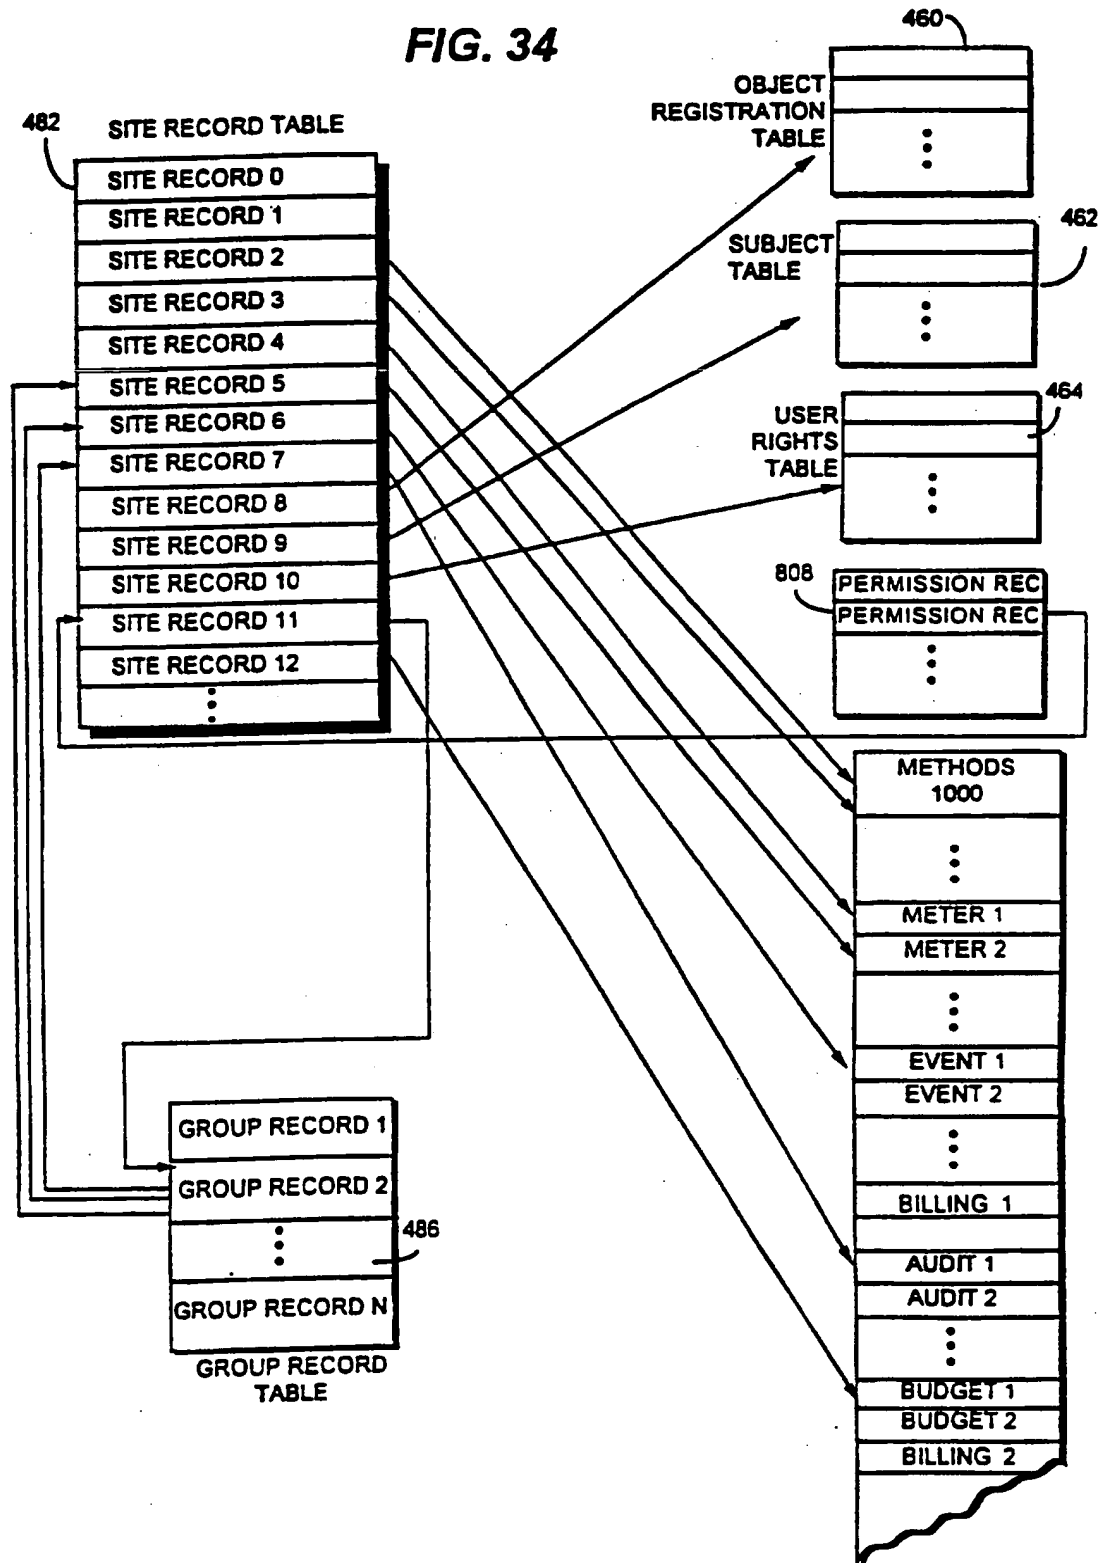 FIG. 34
482
SITE RECORD TABLE
SITE RECORD 0
SITE RECORD 1
SITE RECORD 2
SITE RECORD 3
SITE RECORD 4
SITE RECORD 5
SITE RECORD 6
SITE RECORD 7
SITE RECORD 8
SITE RECORD 9
SITE RECORD 10
SITE RECORD 11
SITE RECORD 12
460
OBJECT
REGISTRATION
TABLE
SUBJECT
TABLE
462
USER
RIGHTS
TABLE
464
808
PERMISSION REC
PERMISSION REC
METHODS
1000
METER 1
METER 2
EVENT 1
EVENT 2
BILLING 1
AUDIT 1
AUDIT 2
BUDGET 1
BUDGET 2
BILLING 2
GROUP RECORD 1
GROUP RECORD 2
486
GROUP RECORD N
GROUP RECORD
TABLE